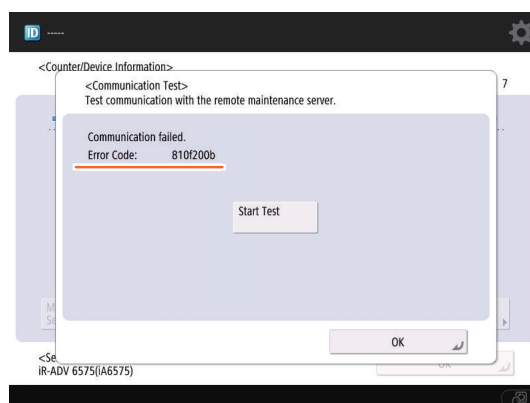 ID -----
<Counter/Device Information>
7
<Communication Test>
Test communication with the remote maintenance server.
Communication failed.
Error Code: 810f200b
Start Test
OK
<Se
iR-ADV 6575(iA6575)